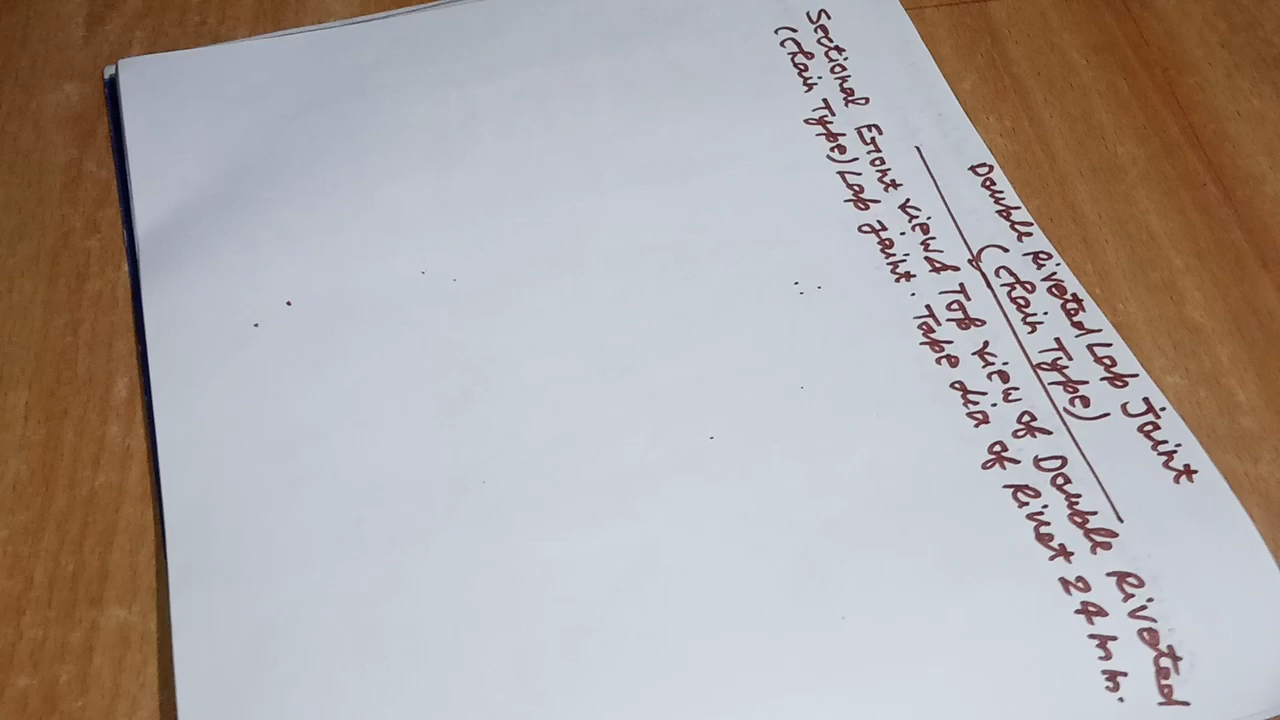 Double Riveted Lap Joint
(Chain Type)
Sectional Front view & Top view of Double Riveted
(Chain Type) Lap joint. Take dia of Rivet 24 mm.